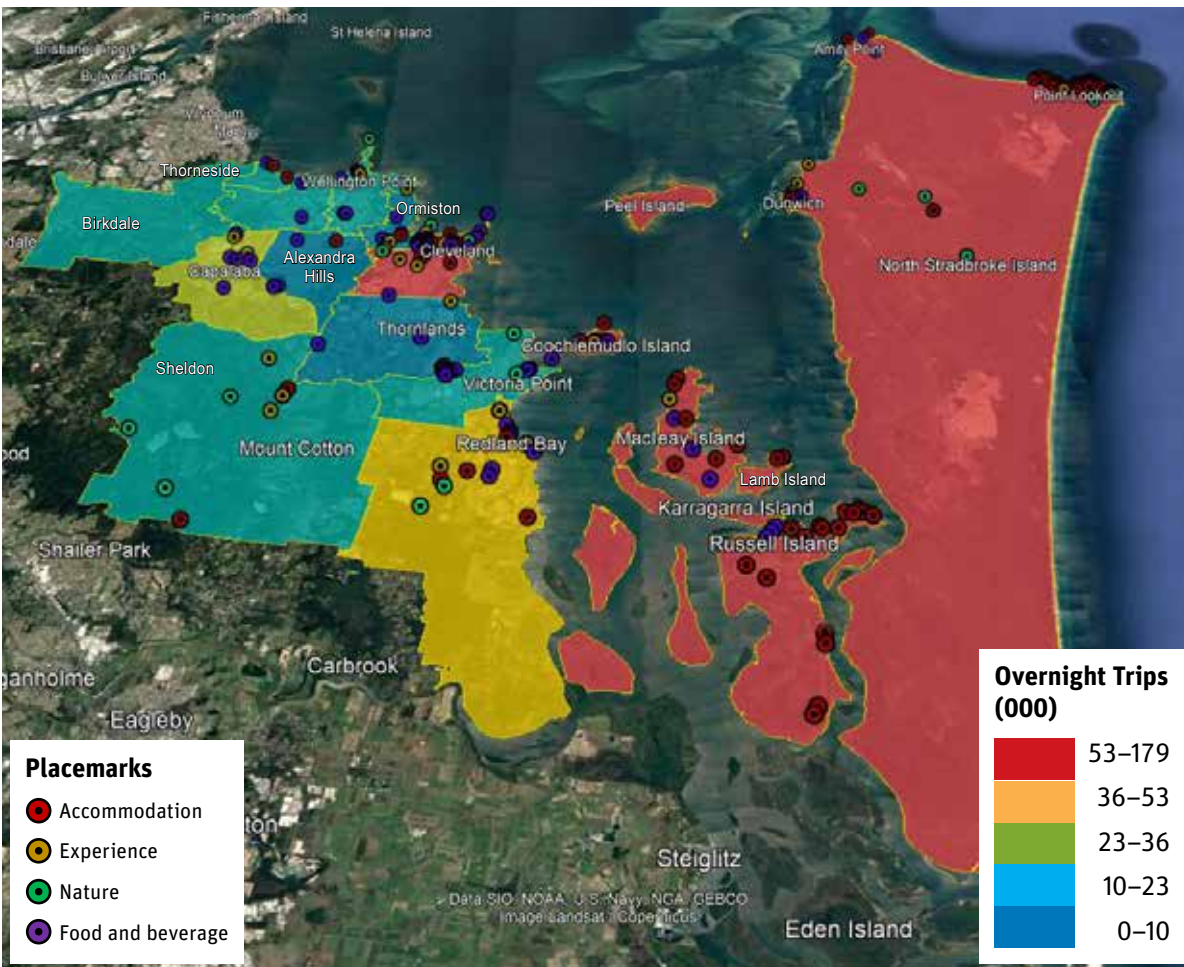 Fisherman Island
St Helena Island
Brisbane Airport
Bulwer Island
Amity Point
Point Lookout
Thorneside
Wellington Point
Birkdale
Ormiston
Peel Island
Dunwich
Capalaba
Alexandra
Hills
Cleveland
North Stradbroke Island
Thornlands
Coochiemudlo Island
Sheldon
Victoria Point
Mount Cotton
Redland Bay
Macleay Island
Lamb Island
Karragarra Island
Russell Island
Shailer Park
Carbrook
ganholme
Eagleby
Steiglitz
Data SIO, NOAA, U.S. Navy, NGA, GEBCO
Image Landsat / Copernicus
Eden Island
Placemarks
Accommodation
Experience
Nature
Food and beverage
Overnight Trips
(000)
53–179
36–53
23–36
10–23
0–10